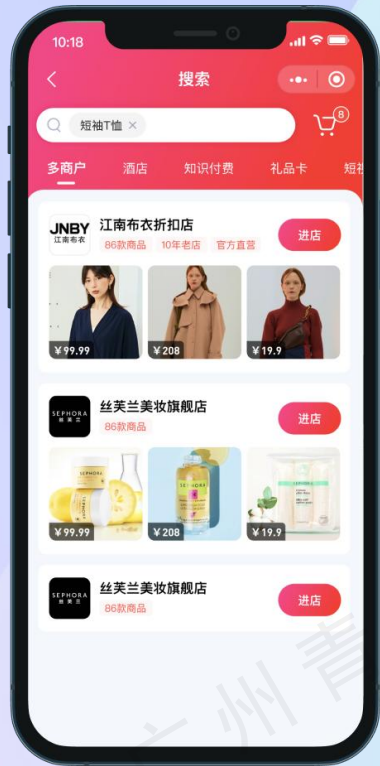 10:18
搜索
短袖T恤 ×
8
多商户 酒店 知识付费 礼品卡
JNBY
江南布衣
江南布衣折扣店
86款商品 10年老店 官方直营
进店
¥99.99 ¥208 ¥19.9
SEPHORA
丝芙兰
丝芙兰美妆旗舰店
86款商品
进店
SEPHORA
SEPHORA
¥99.99 ¥208 ¥19.9
SEPHORA
丝芙兰
丝芙兰美妆旗舰店
86款商品
进店
广州青